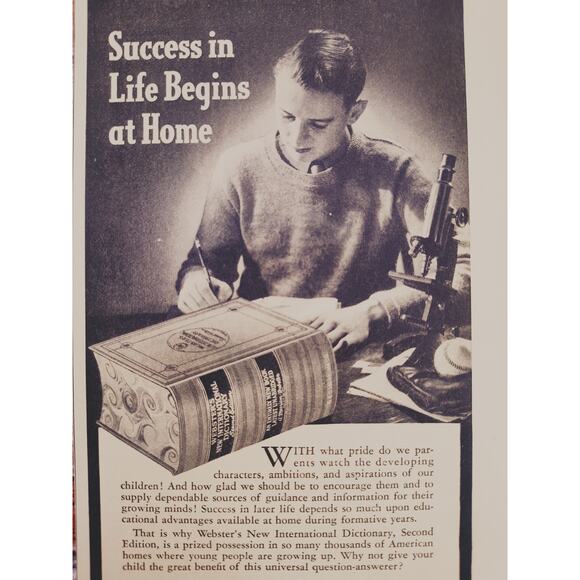 Success in
Life Begins
at Home
WEBSTER'S
NEW INTERNATIONAL
DICTIONARY
WITH what pride do we par-
ents watch the developing
characters, ambitions, and aspirations of our
children! And how glad we should be to encourage them and to
supply dependable sources of guidance and information for their
growing minds! Success in later life depends so much upon edu-
cational advantages available at home during formative years.
That is why Webster's New International Dictionary, Second
Edition, is a prized possession in so many thousands of American
homes where young people are growing up. Why not give your
child the great benefit of this universal question-answerer?